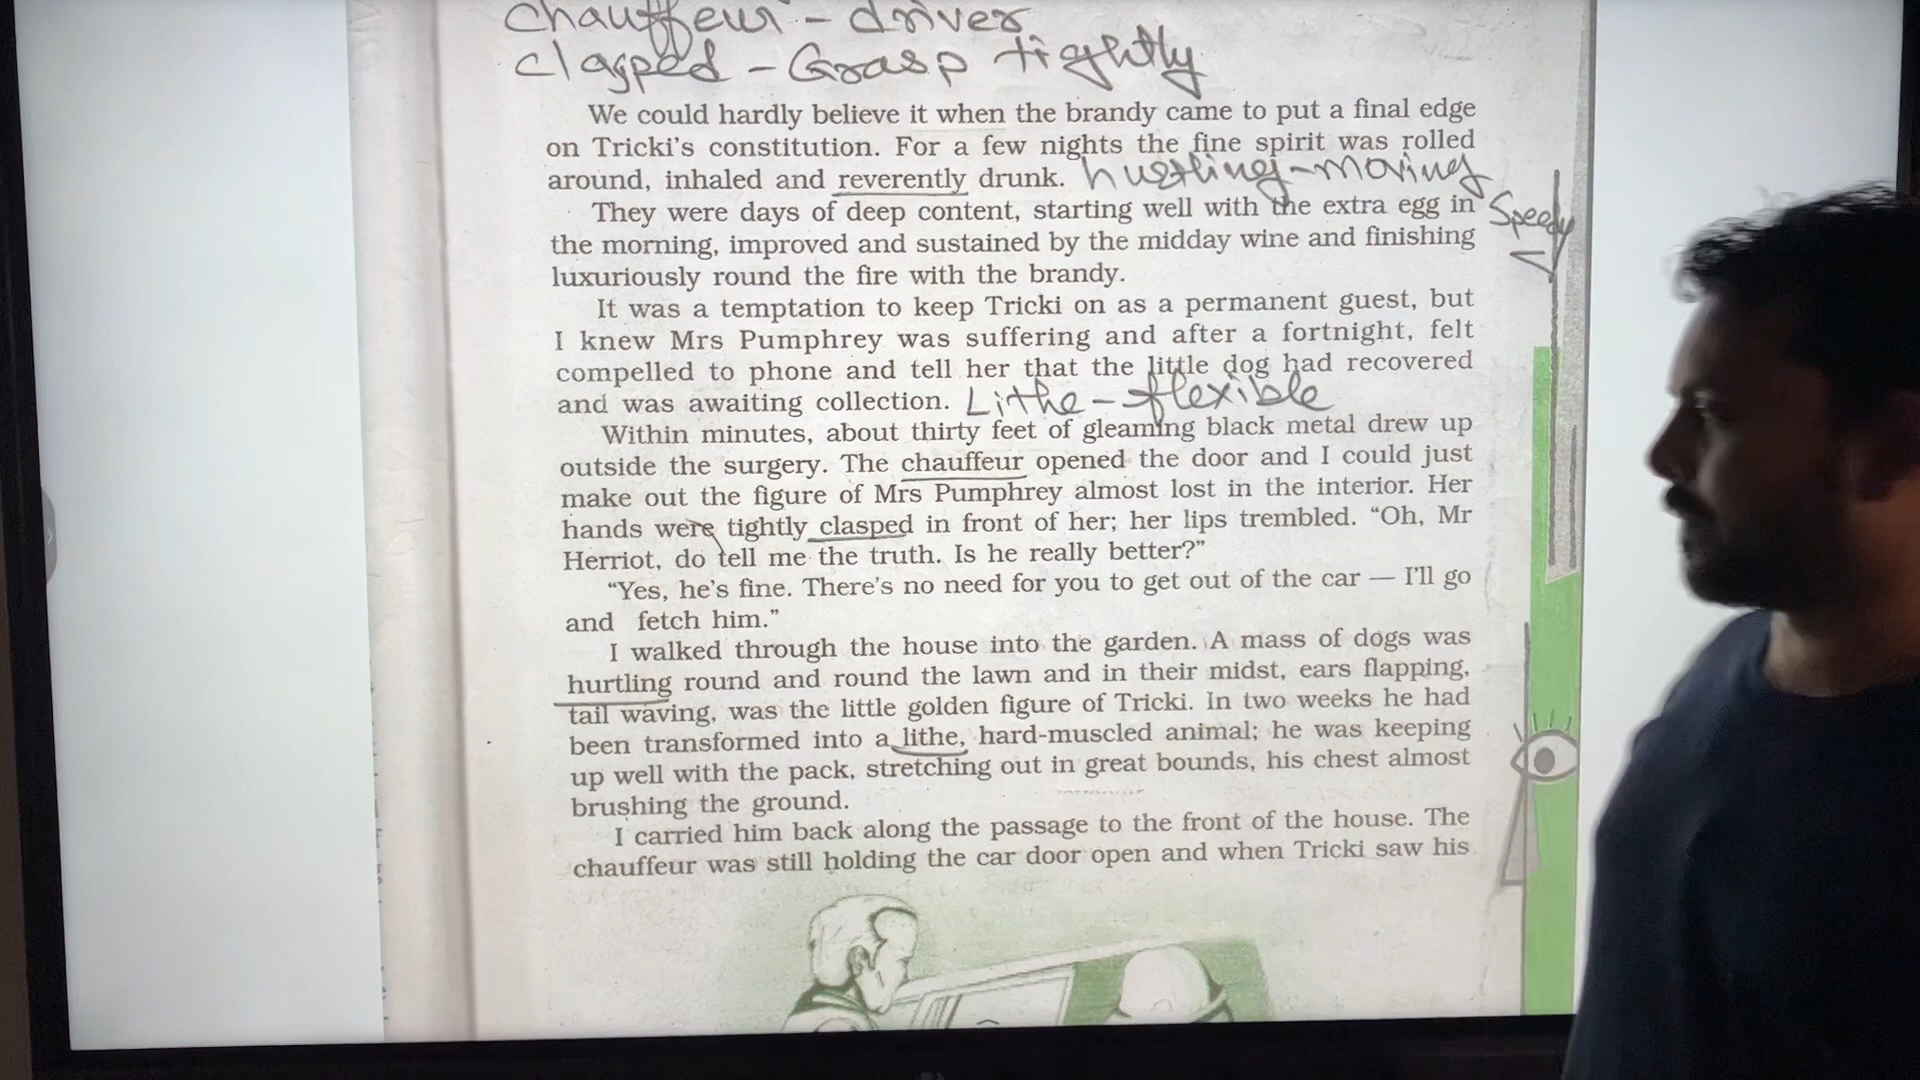 Chauffeur - driver
Clasped - Grasp tightly
We could hardly believe it when the brandy came to put a final edge
on Tricki's constitution. For a few nights the fine spirit was rolled
around, inhaled and reverently drunk. hustling - moving
Speedy
They were days of deep content, starting well with the extra egg in
the morning, improved and sustained by the midday wine and finishing
luxuriously round the fire with the brandy.
It was a temptation to keep Tricki on as a permanent guest, but
I knew Mrs Pumphrey was suffering and after a fortnight, felt
compelled to phone and tell her that the little dog had recovered
and was awaiting collection. Lithe - flexible
Within minutes, about thirty feet of gleaming black metal drew up
outside the surgery. The chauffeur opened the door and I could just
make out the figure of Mrs Pumphrey almost lost in the interior. Her
hands were tightly clasped in front of her; her lips trembled. “Oh, Mr
Herriot, do tell me the truth. Is he really better?”
“Yes, he's fine. There's no need for you to get out of the car — I'll go
and fetch him.”
I walked through the house into the garden. A mass of dogs was
hurtling round and round the lawn and in their midst, ears flapping,
tail waving, was the little golden figure of Tricki. In two weeks he had
been transformed into a lithe, hard-muscled animal; he was keeping
up well with the pack, stretching out in great bounds, his chest almost
brushing the ground.
I carried him back along the passage to the front of the house. The
chauffeur was still holding the car door open and when Tricki saw his